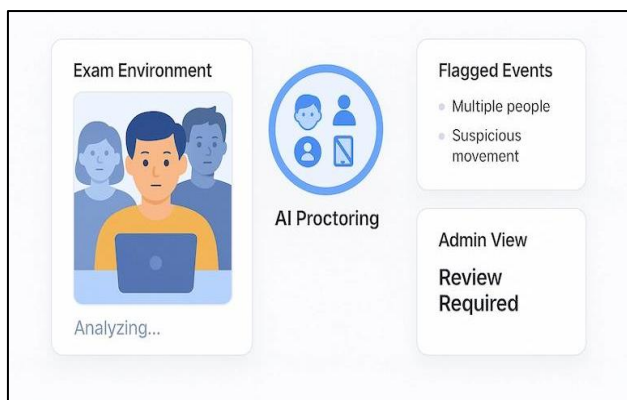 Exam Environment
Analyzing...
AI Proctoring
Flagged Events
Multiple people
Suspicious
movement
Admin View
Review
Required